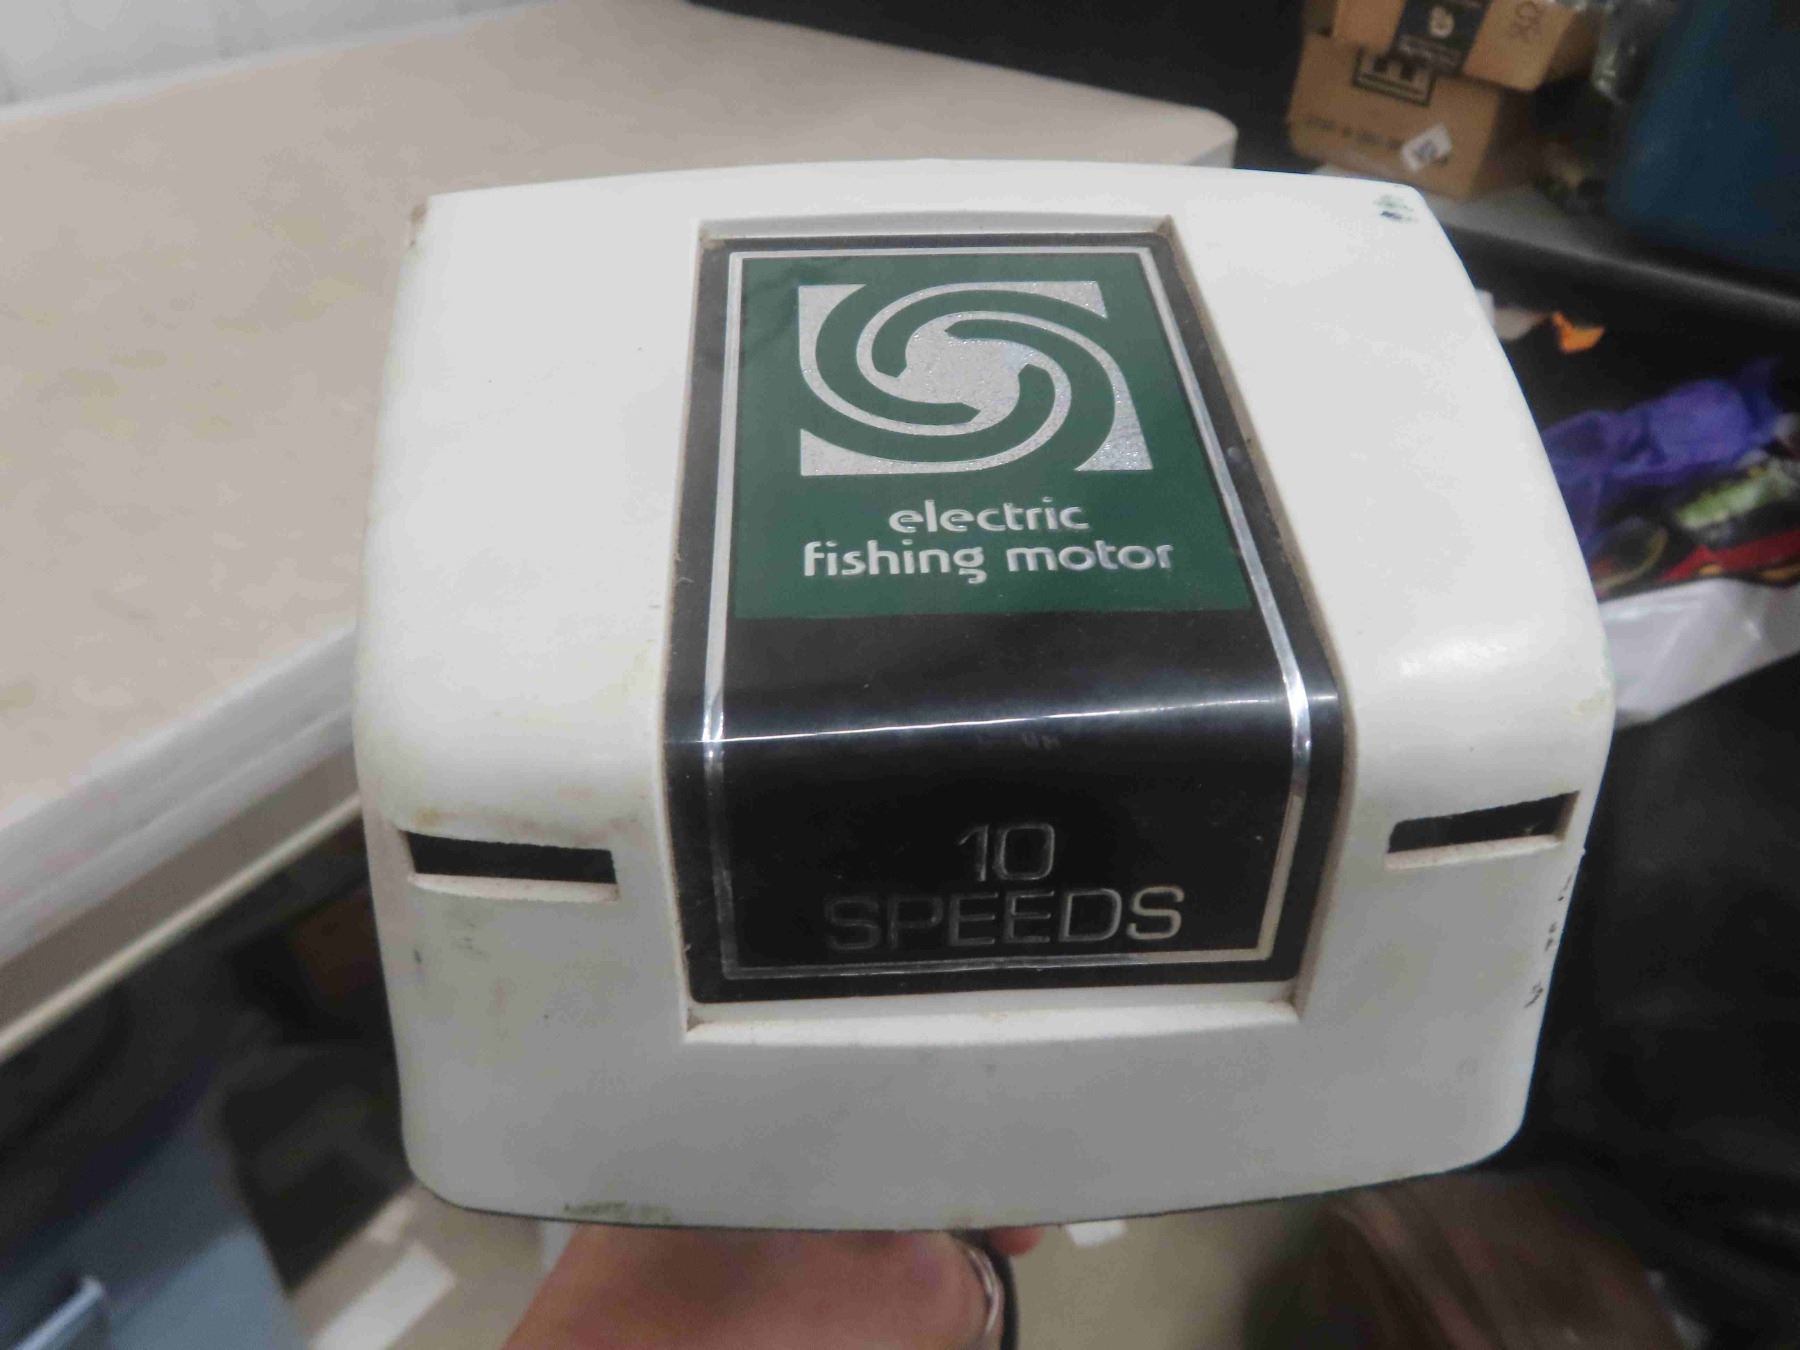 electric
fishing motor
10
SPEEDS